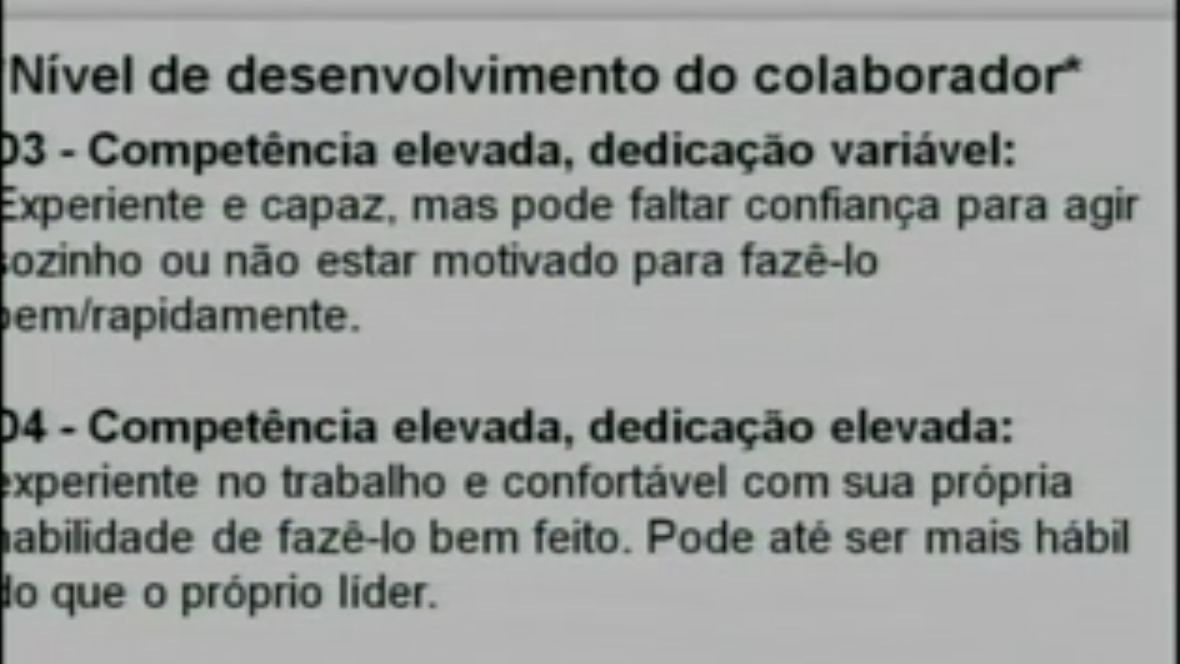 *Nível de desenvolvimento do colaborador*
D3 - Competência elevada, dedicação variável:
Experiente e capaz, mas pode faltar confiança para agir
sozinho ou não estar motivado para fazê-lo
bem/rapidamente.
D4 - Competência elevada, dedicação elevada:
experiente no trabalho e confortável com sua própria
habilidade de fazê-lo bem feito. Pode até ser mais hábil
do que o próprio líder.